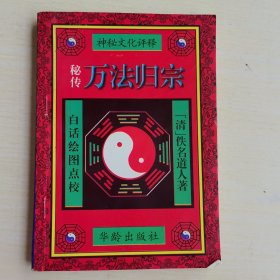 神秘文化评释
秘传
万法归宗
「清」佚名道人著
白话绘图点校
华龄出版社